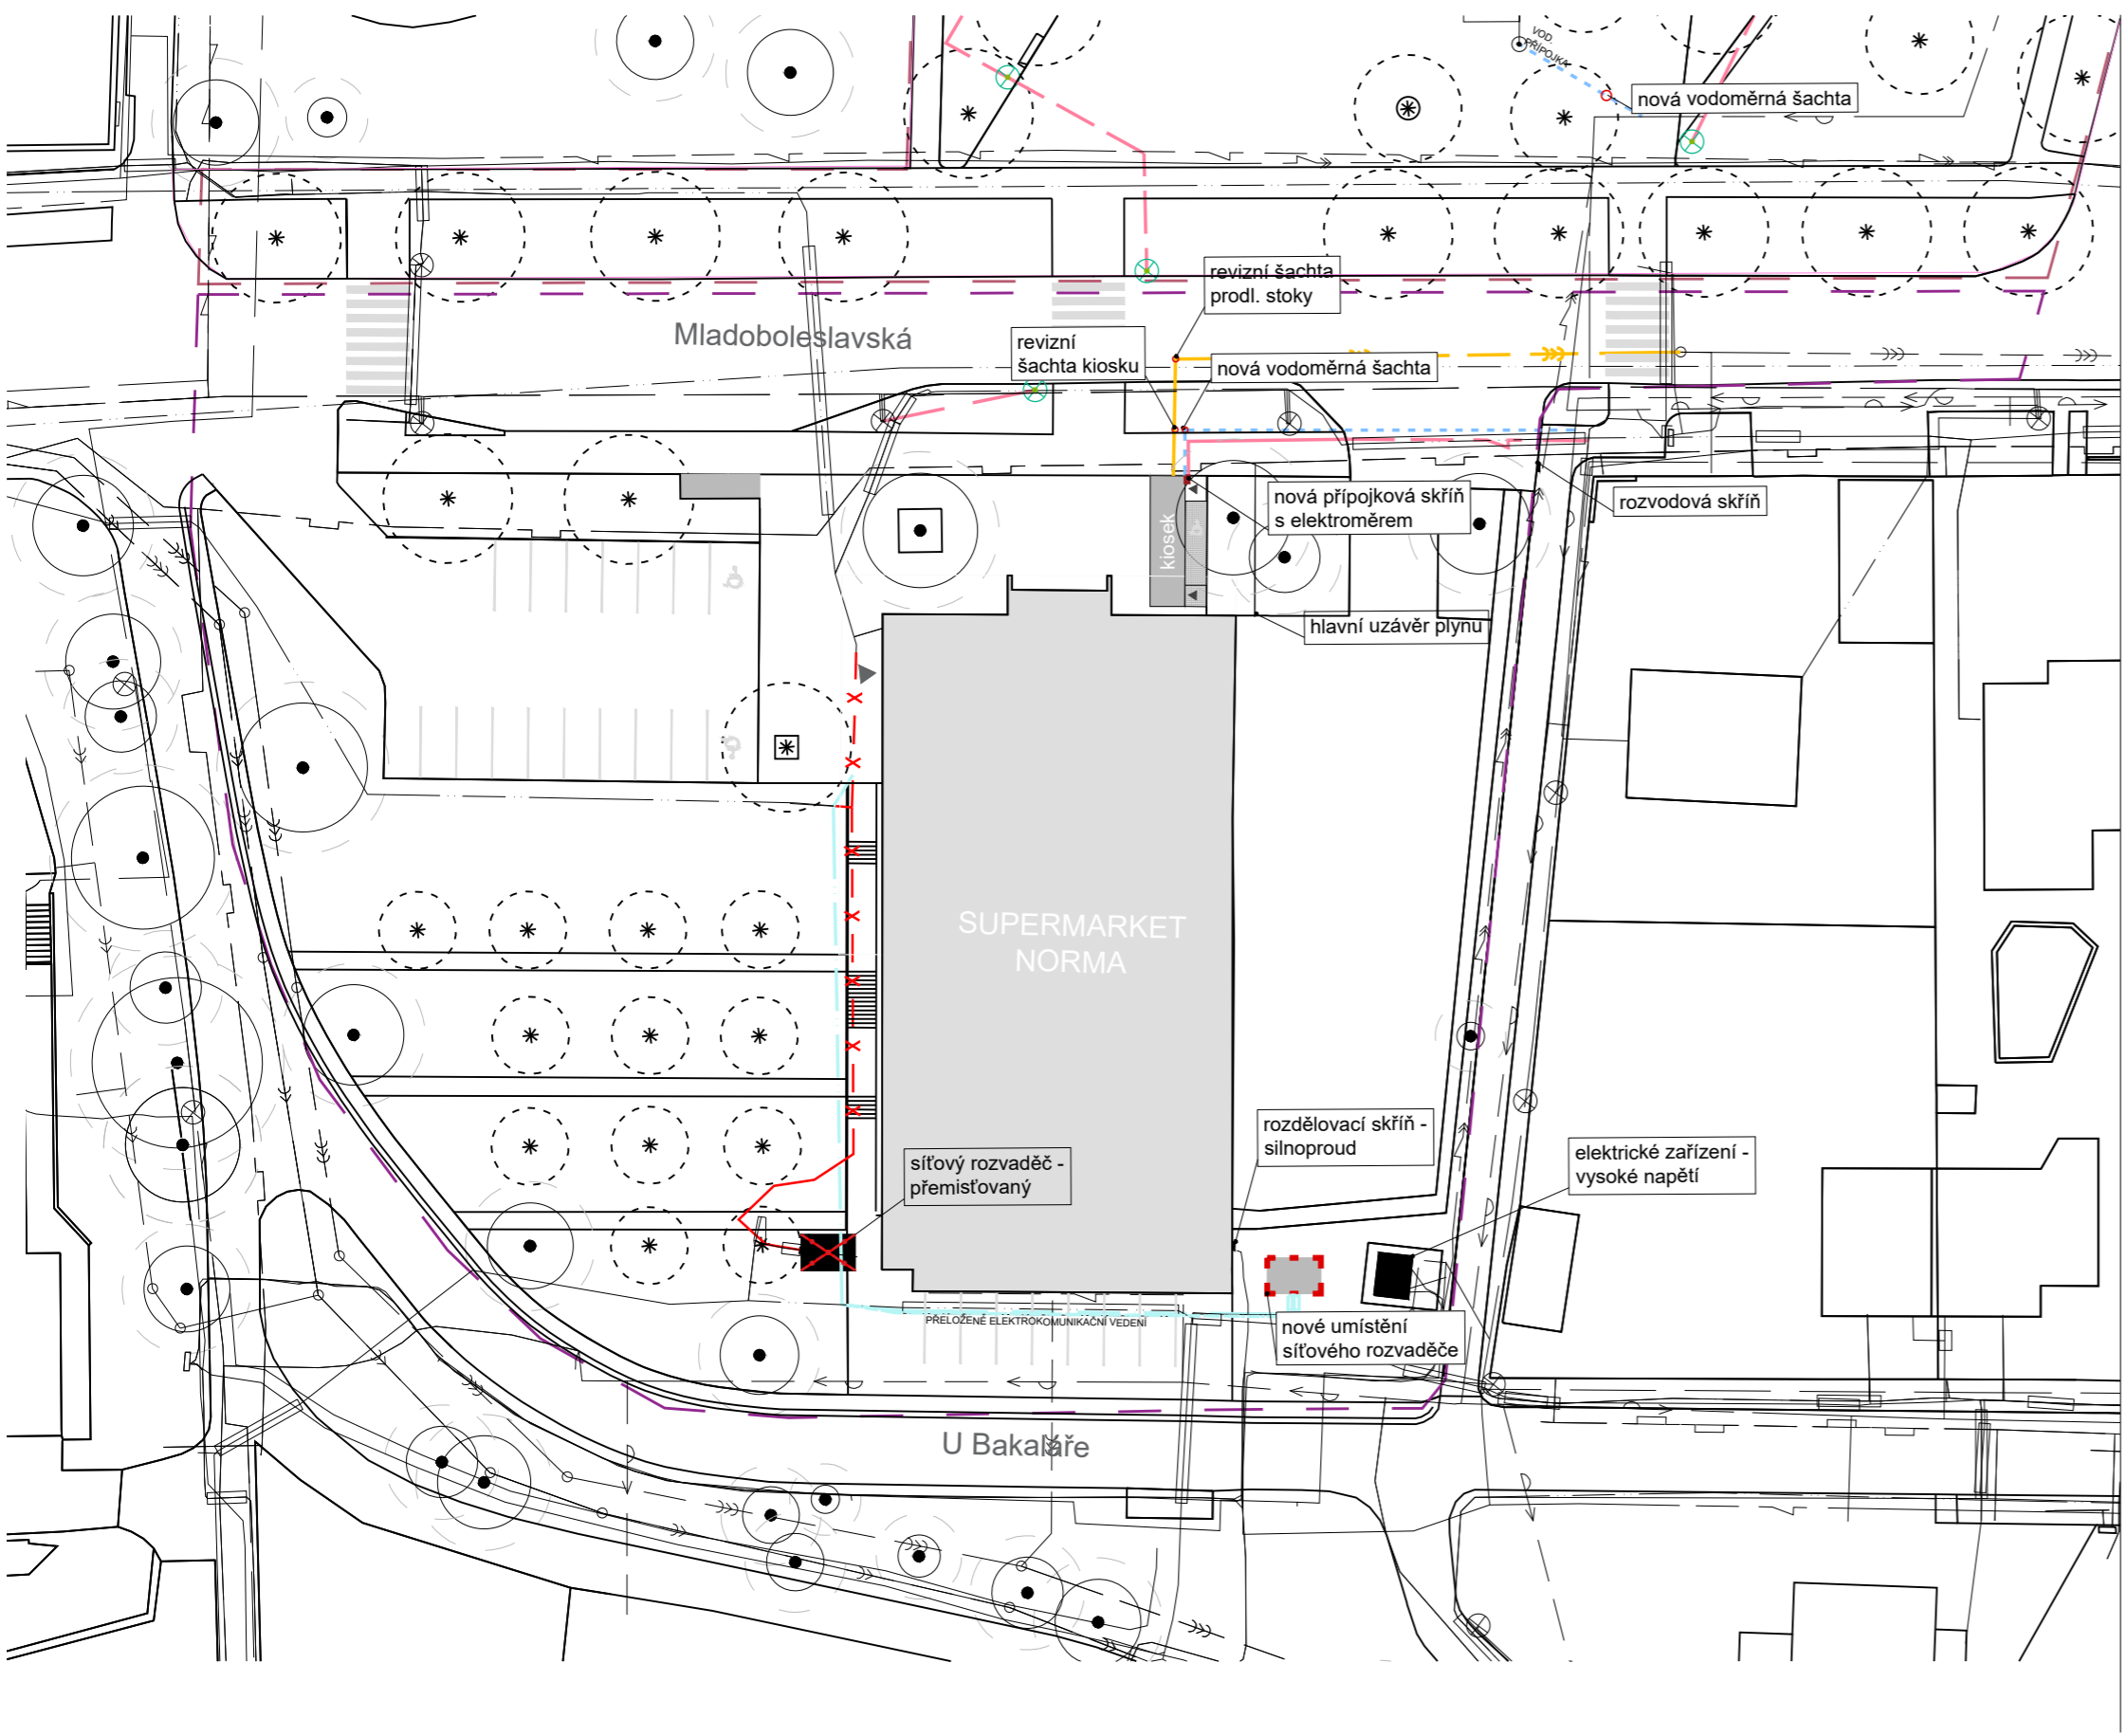 VOD.
PŘÍPOJKA
nová vodoměrná šachta
revizní šachta
prodl. stoky
Mladoboleslavská
revizní
šachta kiosku
nová vodoměrná šachta
nová přípojková skříň
s elektroměrem
rozvodová skříň
kiosek
hlavní uzávěr plynu
SUPERMARKET
NORMA
rozdělovací skříň -
silnoproud
elektrické zařízení -
vysoké napětí
síťový rozvaděč -
přemisťovaný
PŘELOŽENÉ ELEKTROKOMUNIKAČNÍ VEDENÍ
nové umístění
síťového rozvaděče
U Bakaláře